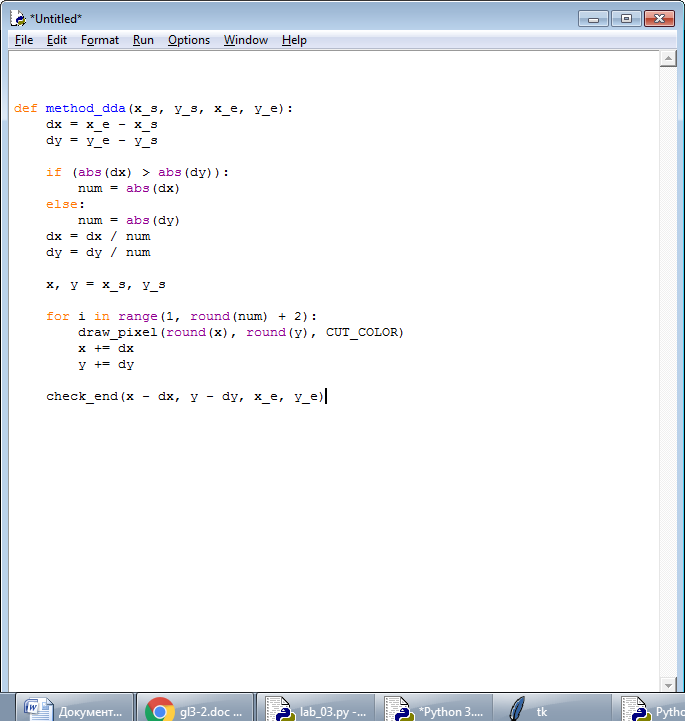 *Untitled*
File Edit Format Run Options Window Help
def method_dda(x_s, y_s, x_e, y_e):
    dx = x_e - x_s
    dy = y_e - y_s
    if (abs(dx) > abs(dy)):
        num = abs(dx)
    else:
        num = abs(dy)
    dx = dx / num
    dy = dy / num
    x, y = x_s, y_s
    for i in range(1, round(num) + 2):
        draw_pixel(round(x), round(y), CUT_COLOR)
        x += dx
        y += dy
    check_end(x - dx, y - dy, x_e, y_e)
Документ... gl3-2.doc ... lab_03.py -... *Python 3.... tk Pytho